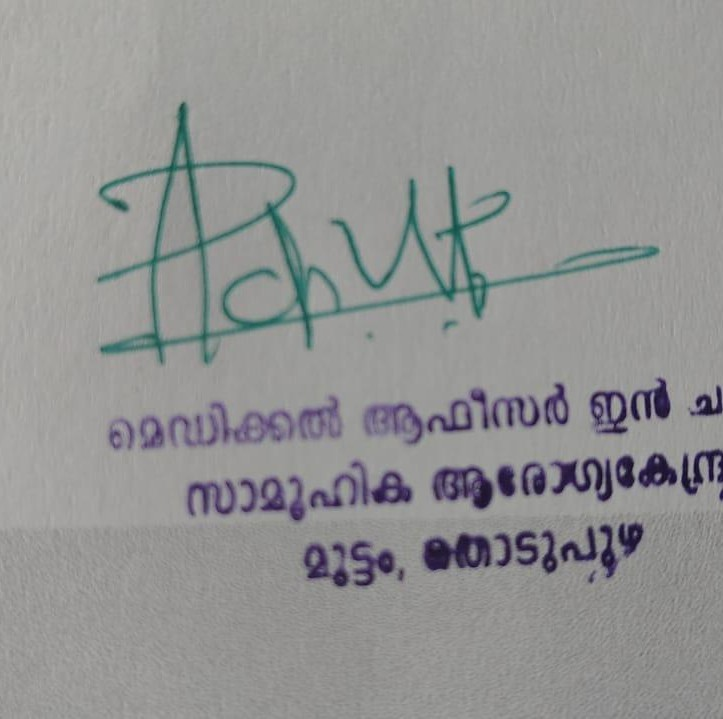 മെഡിക്കൽ ആഫീസർ ഇൻ
സാമൂഹിക ആരോഗ്യകേന്ദ്രം
മുട്ടം, തൊടുപുഴ